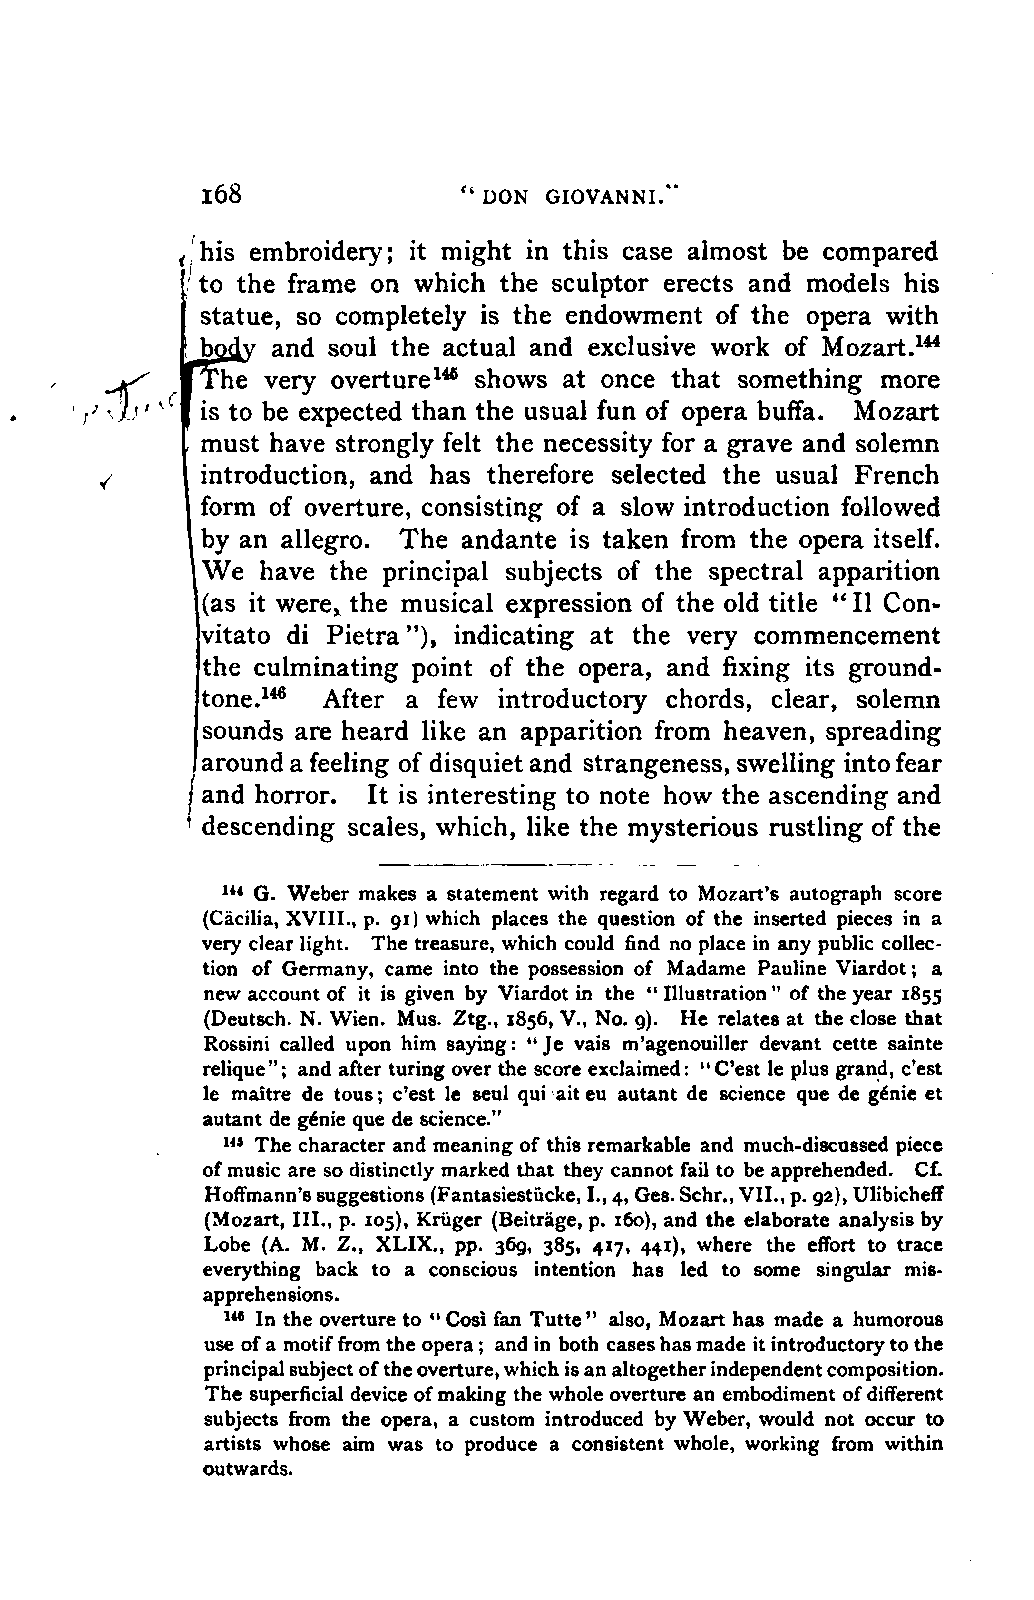 168 "DON GIOVANNI."
his embroidery; it might in this case almost be compared
to the frame on which the sculptor erects and models his
statue, so completely is the endowment of the opera with
body and soul the actual and exclusive work of Mozart.¹⁴⁴
The very overture¹⁴⁵ shows at once that something more
is to be expected than the usual fun of opera buffa. Mozart
must have strongly felt the necessity for a grave and solemn
introduction, and has therefore selected the usual French
form of overture, consisting of a slow introduction followed
by an allegro. The andante is taken from the opera itself.
We have the principal subjects of the spectral apparition
(as it were, the musical expression of the old title "Il Con-
vitato di Pietra"), indicating at the very commencement
the culminating point of the opera, and fixing its ground-
tone.¹⁴⁶ After a few introductory chords, clear, solemn
sounds are heard like an apparition from heaven, spreading
around a feeling of disquiet and strangeness, swelling into fear
and horror. It is interesting to note how the ascending and
descending scales, which, like the mysterious rustling of the
¹⁴⁴ G. Weber makes a statement with regard to Mozart's autograph score
(Cäcilia, XVIII., p. 91) which places the question of the inserted pieces in a
very clear light. The treasure, which could find no place in any public collec-
tion of Germany, came into the possession of Madame Pauline Viardot; a
new account of it is given by Viardot in the "Illustration" of the year 1855
(Deutsch. N. Wien. Mus. Ztg., 1856, V., No. 9). He relates at the close that
Rossini called upon him saying: "Je vais m'agenouiller devant cette sainte
relique"; and after turing over the score exclaimed: "C'est le plus grand, c'est
le maître de tous; c'est le seul qui ait eu autant de science que de génie et
autant de génie que de science."
¹⁴⁵ The character and meaning of this remarkable and much-discussed piece
of music are so distinctly marked that they cannot fail to be apprehended. Cf.
Hoffmann's suggestions (Fantasiestücke, I., 4, Ges. Schr., VII., p. 92), Ulibicheff
(Mozart, III., p. 105), Krüger (Beiträge, p. 160), and the elaborate analysis by
Lobe (A. M. Z., XLIX., pp. 369, 385, 417, 441), where the effort to trace
everything back to a conscious intention has led to some singular mis-
apprehensions.
¹⁴⁶ In the overture to "Così fan Tutte" also, Mozart has made a humorous
use of a motif from the opera; and in both cases has made it introductory to the
principal subject of the overture, which is an altogether independent composition.
The superficial device of making the whole overture an embodiment of different
subjects from the opera, a custom introduced by Weber, would not occur to
artists whose aim was to produce a consistent whole, working from within
outwards.